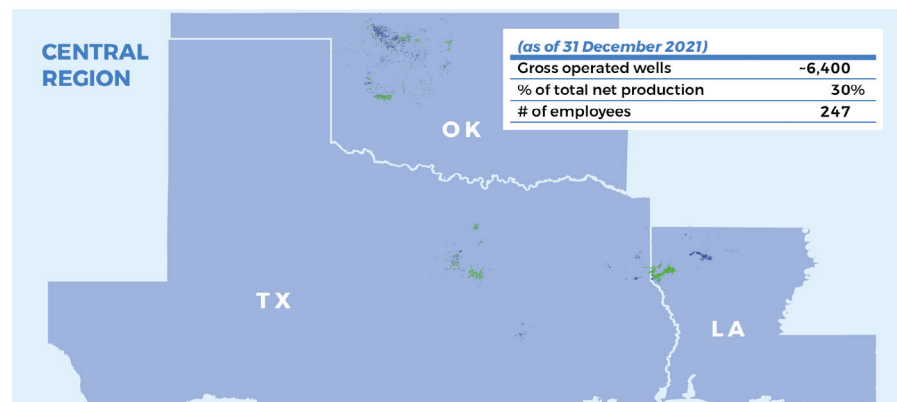 CENTRAL
REGION
(as of 31 December 2021)
Gross operated wells ~6,400
% of total net production 30%
# of employees 247
OK
TX
LA